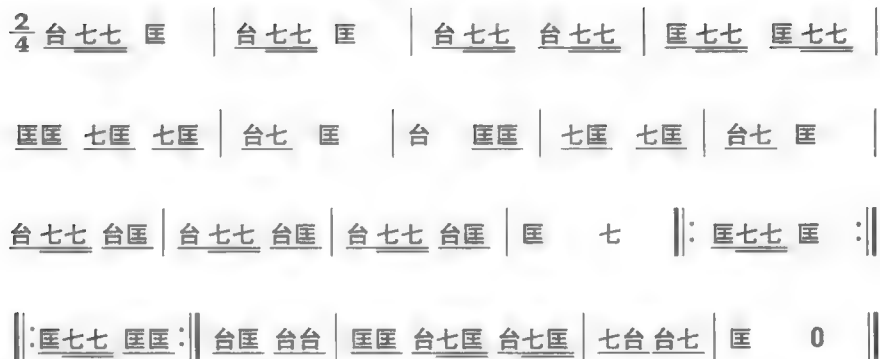 2/4 台 七七 匡 | 台 七七 匡 | 台 七七 台 七七 | 匡 七七 匡 七七 |
匡匡 七匡 七匡 | 台七 匡 | 台 匡匡 | 七匡 七匡 | 台七 匡 |
台 七七 台匡 | 台 七七 台匡 | 台 七七 台匡 | 匡 七 ‖: 匡七七 匡 :‖
‖:匡七七 匡匡:‖ 台匡 台台 | 匡匡 台七匡 台七匡 | 七台 台七 | 匡 0 ‖